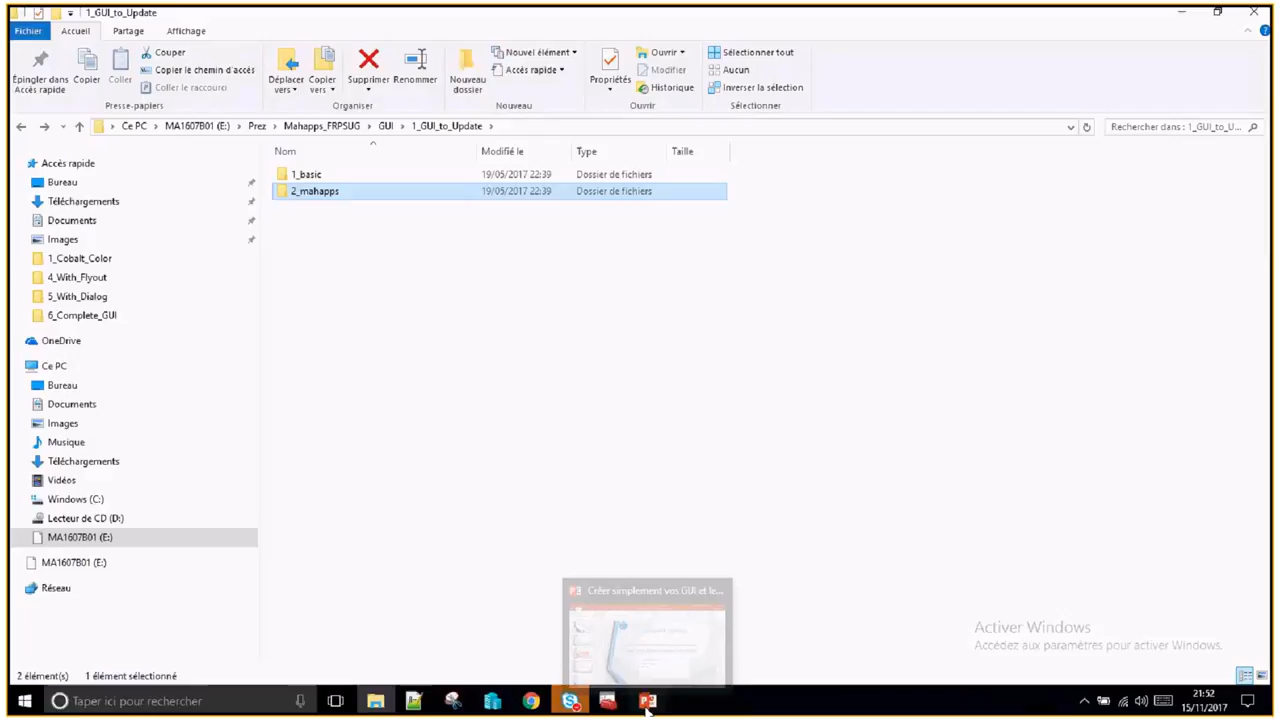 1_GUI_to_Update
Fichier Accueil Partage Affichage
Épingler dans Accès rapide
Copier
Coller
Couper
Copier le chemin d'accès
Coller le raccourci
Presse-papiers
Déplacer vers
Copier vers
Supprimer
Renommer
Organiser
Nouveau dossier
Nouvel élément
Accès rapide
Nouveau
Propriétés
Ouvrir
Modifier
Historique
Ouvrir
Sélectionner tout
Aucun
Inverser la sélection
Sélectionner
Ce PC > MA1607B01 (E:) > Prez > Mahapps_FRPSUG > GUI > 1_GUI_to_Update >
Rechercher dans : 1_GUI_to_U...
Nom Modifié le Type Taille
1_basic 19/05/2017 22:39 Dossier de fichiers
2_mahapps 19/05/2017 22:39 Dossier de fichiers
Accès rapide
Bureau
Téléchargements
Documents
Images
1_Cobalt_Color
4_With_Flyout
5_With_Dialog
6_Complete_GUI
OneDrive
Ce PC
Bureau
Documents
Images
Musique
Téléchargements
Vidéos
Windows (C:)
Lecteur de CD (D:)
MA1607B01 (E:)
MA1607B01 (E:)
Réseau
Créer simplement vos GUI et le...
Activer Windows
Accédez aux paramètres pour activer Windows.
2 élément(s) 1 élément sélectionné
Taper ici pour rechercher
21:52
15/11/2017